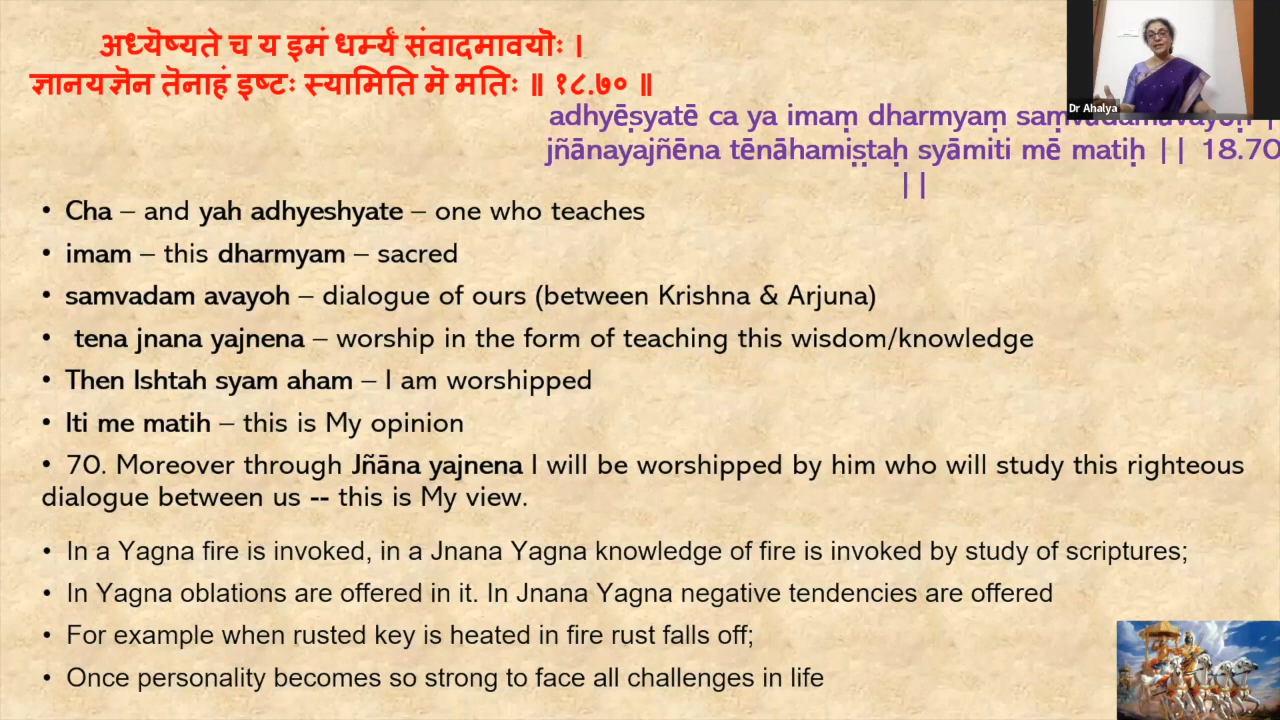 अध्यॆष्यतॆ च य इमं धर्म्यं संवादमावयॊः ।
ज्ञानयज्ञॆन तॆनाहं इष्टः स्यामिति मॆ मतिः ॥ १८.७० ॥
Dr Ahalya
adhyēṣyatē ca ya imaṃ dharmyaṃ
jñānayajñēna tēnāhamiṣṭaḥ syāmiti mē matiḥ || 18.70
||
• Cha – and yah adhyeshyate – one who teaches
• imam – this dharmyam – sacred
• samvadam avayoh – dialogue of ours (between Krishna & Arjuna)
• tena jnana yajnena – worship in the form of teaching this wisdom/knowledge
• Then Ishtah syam aham – I am worshipped
• Iti me matih – this is My opinion
• 70. Moreover through Jñāna yajnena I will be worshipped by him who will study this righteous
dialogue between us -- this is My view.
• In a Yagna fire is invoked, in a Jnana Yagna knowledge of fire is invoked by study of scriptures;
• In Yagna oblations are offered in it. In Jnana Yagna negative tendencies are offered
• For example when rusted key is heated in fire rust falls off;
• Once personality becomes so strong to face all challenges in life